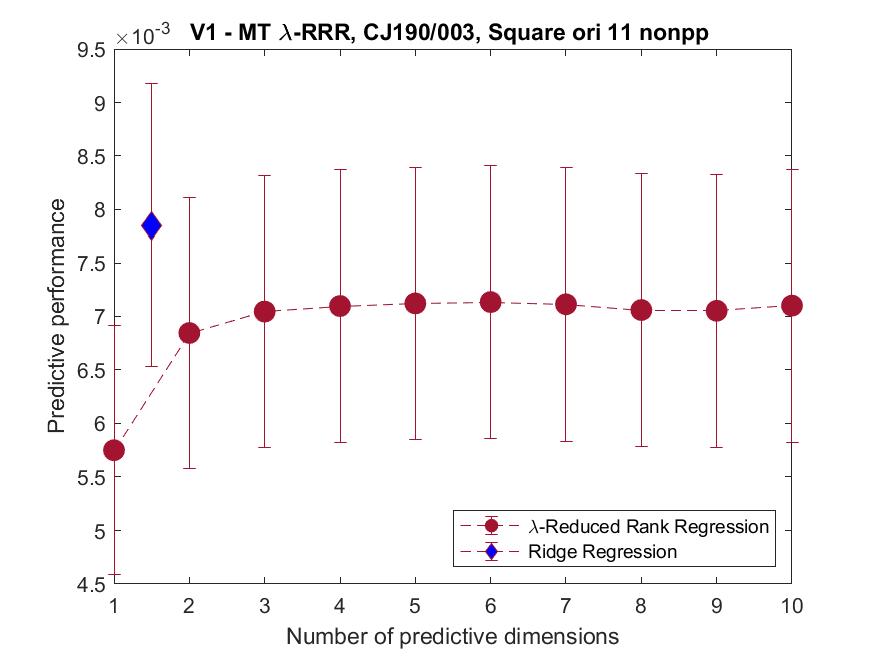 ×10⁻³ V1 - MT λ-RRR, CJ190/003, Square ori 11 nonpp
9.5
9
8.5
8
7.5
7
6.5
6
5.5
5
4.5
Predictive performance
λ-Reduced Rank Regression
Ridge Regression
1 2 3 4 5 6 7 8 9 10
Number of predictive dimensions